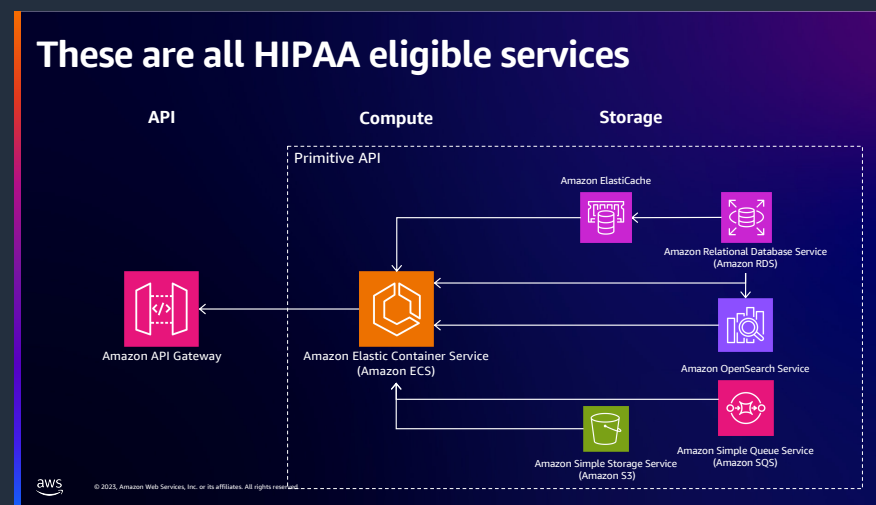 These are all HIPAA eligible services
API
Compute
Storage
Primitive API
Amazon ElastiCache
Amazon Relational Database Service
(Amazon RDS)
</>
Amazon API Gateway
Amazon Elastic Container Service
(Amazon ECS)
Amazon OpenSearch Service
Amazon Simple Storage Service
(Amazon S3)
Amazon Simple Queue Service
(Amazon SQS)
aws
© 2023, Amazon Web Services, Inc. or its affiliates. All rights reserved.